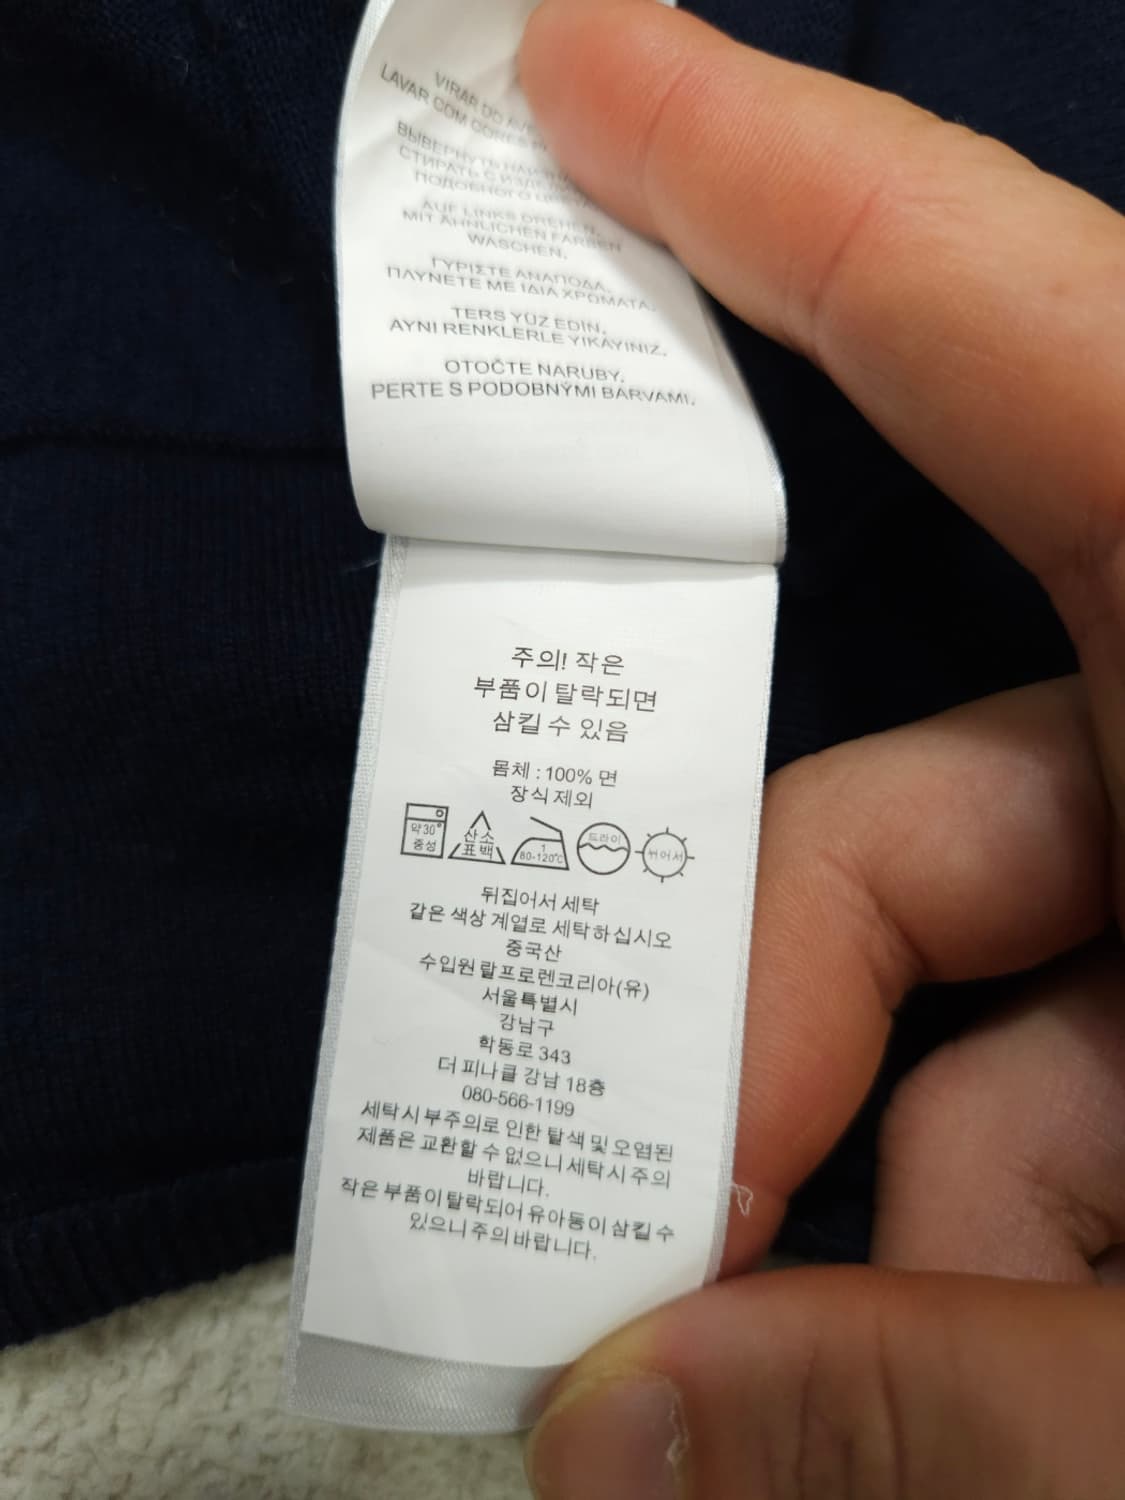 VIRAR DO AVE
LAVAR COM CORES
ВЫВЕРНУТЬ НАИЗНА
СТИРАТЬ С ИЗДЕЛ
ПОДОБНОГО ЦВЕТА
AUF LINKS DREHEN.
MIT ÄHNLICHEN FARBEN
WASCHEN.
ΓΥΡΙΣΤΕ ΑΝΑΠΟΔΑ.
ΠΛΥΝΕΤΕ ΜΕ ΙΔΙΑ ΧΡΩΜΑΤΑ.
TERS YÜZ EDİN.
AYNI RENKLERLE YIKAYINIZ.
OTOČTE NARUBY.
PERTE S PODOBNÝMI BARVAMI.
주의! 작은
부품이 탈락되면
삼킬 수 있음
몸체 : 100% 면
장식 제외
약30°
중성
산소
표백
1
80-120℃
드라이
뉘어서
뒤집어서 세탁
같은 색상 계열로 세탁하십시오
중국산
수입원 랄프로렌코리아(유)
서울특별시
강남구
학동로 343
더 피나클 강남 18층
080-566-1199
세탁시 부주의로 인한 탈색 및 오염된
제품은 교환할 수 없으니 세탁시 주의
바랍니다.
작은 부품이 탈락되어 유아동이 삼킬 수
있으니 주의 바랍니다.